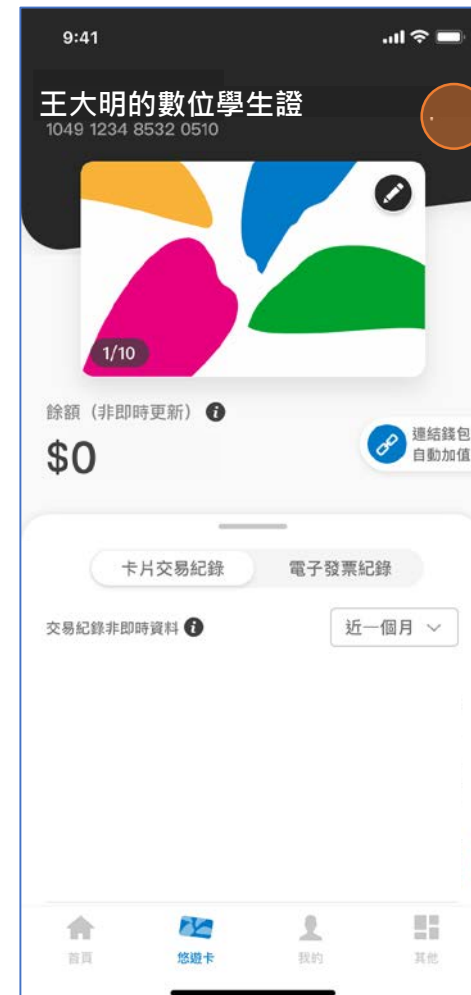 9:41
王大明的數位學生證
1049 1234 8532 0510
1/10
餘額（非即時更新）
$0
連結錢包
自動加值
卡片交易紀錄 電子發票紀錄
交易紀錄非即時資料 近一個月
首頁 悠遊卡 我的 其他